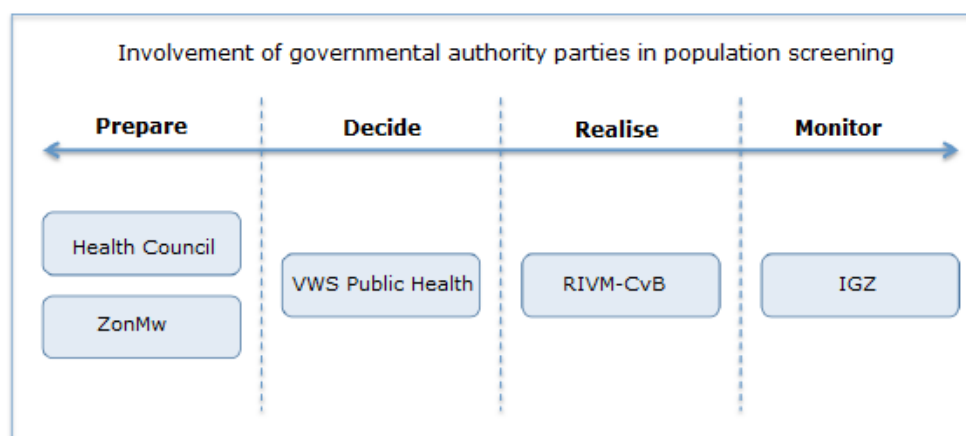 Involvement of governmental authority parties in population screening
Prepare
Decide
Realise
Monitor
Health Council
ZonMw
VWS Public Health
RIVM-CvB
IGZ